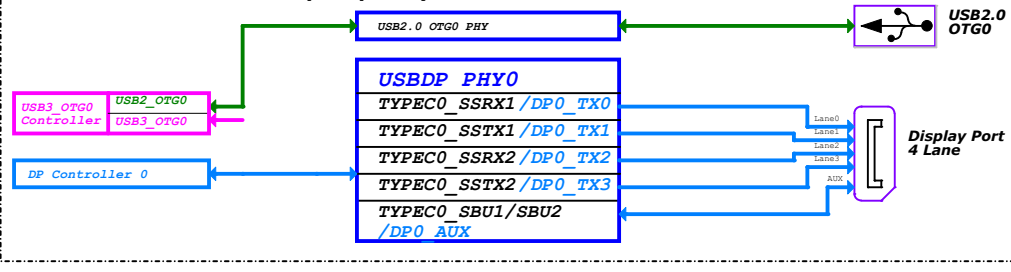 USB2.0 OTG0 PHY
USB2.0
OTG0
USBDP PHY0
USB3_OTG0
Controller
USB2_OTG0
USB3_OTG0
TYPEC0_SSRX1/DP0_TX0
TYPEC0_SSTX1/DP0_TX1
TYPEC0_SSRX2/DP0_TX2
TYPEC0_SSTX2/DP0_TX3
TYPEC0_SBU1/SBU2
/DP0_AUX
DP Controller 0
Lane0
Lane1
Lane2
Lane3
AUX
Display Port
4 Lane